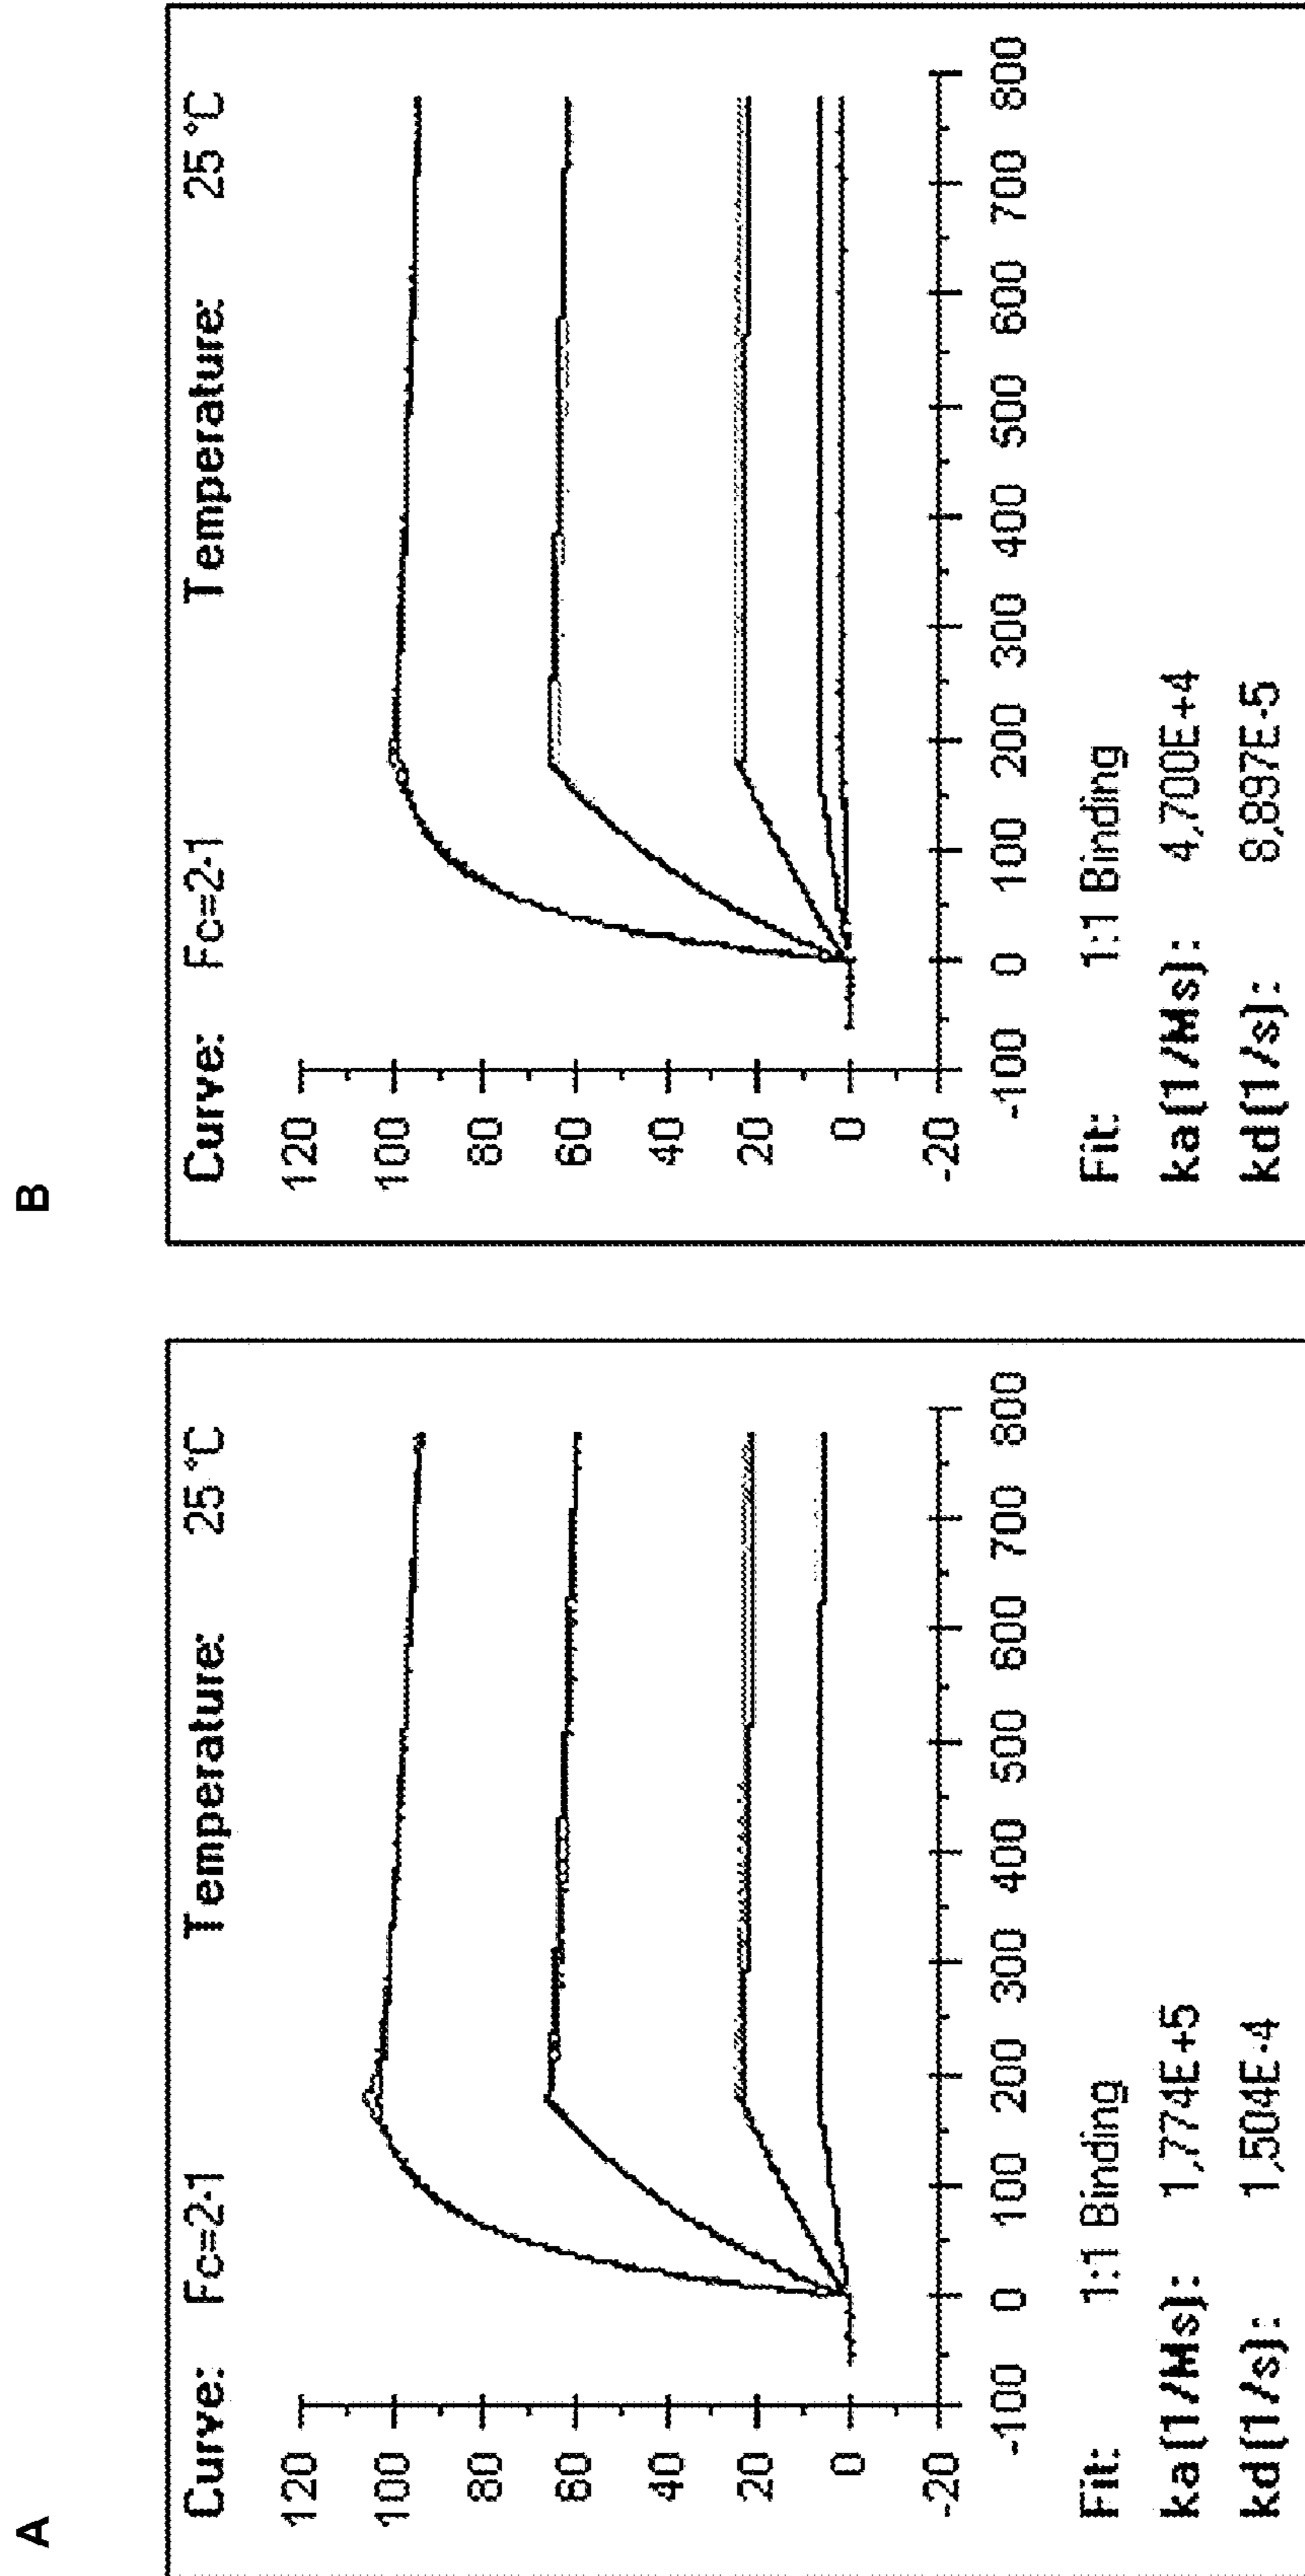 A
Curve: Fc=2-1 Temperature: 25 °C
120
100
80
60
40
20
0
-20
-100 0 100 200 300 400 500 600 700 800
Fit: 1:1 Binding
ka(1/Ms): 1,774E+5
kd(1/s): 1,504E-4
B
Curve: Fc=2-1 Temperature: 25 °C
120
100
80
60
40
20
0
-20
-100 0 100 200 300 400 500 600 700 800
Fit: 1:1 Binding
ka(1/Ms): 4,700E+4
kd(1/s): 8,897E-5